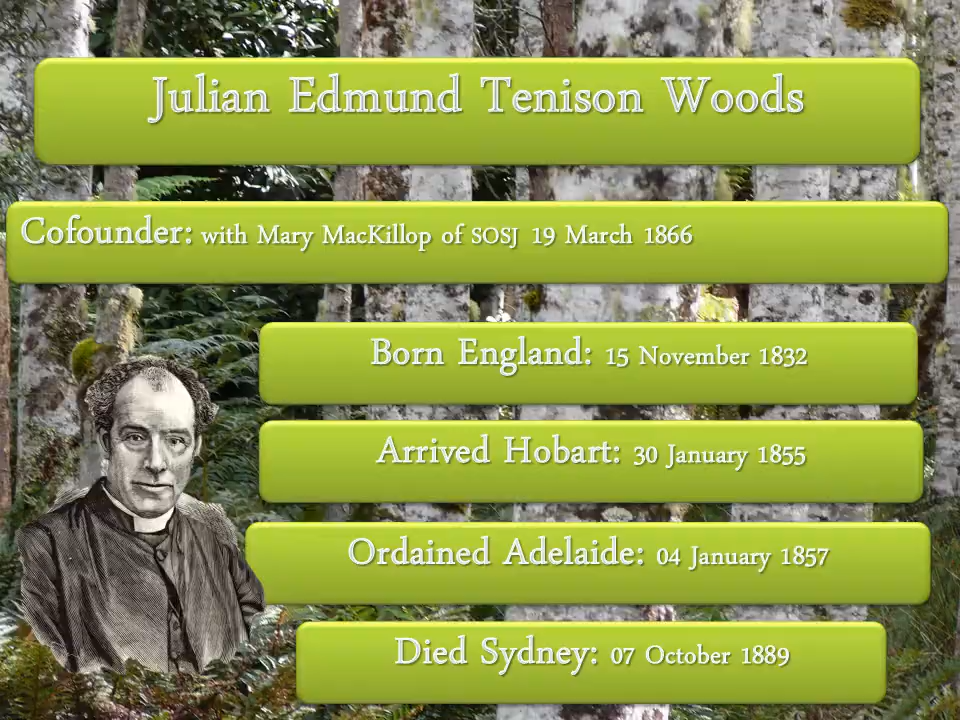 Julian Edmund Tenison Woods
Cofounder: with Mary MacKillop of SOSJ 19 March 1866
Born England: 15 November 1832
Arrived Hobart: 30 January 1855
Ordained Adelaide: 04 January 1857
Died Sydney: 07 October 1889